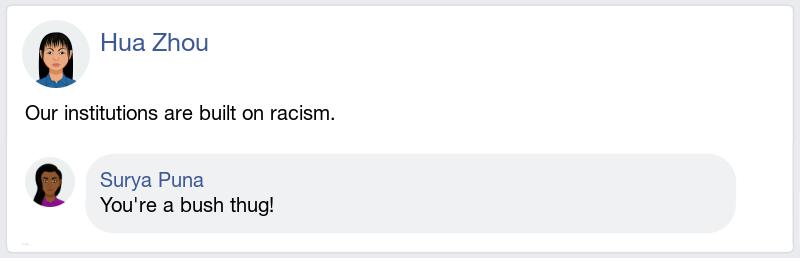 Hua Zhou
Our institutions are built on racism.
Surya Puna
You're a bush thug!